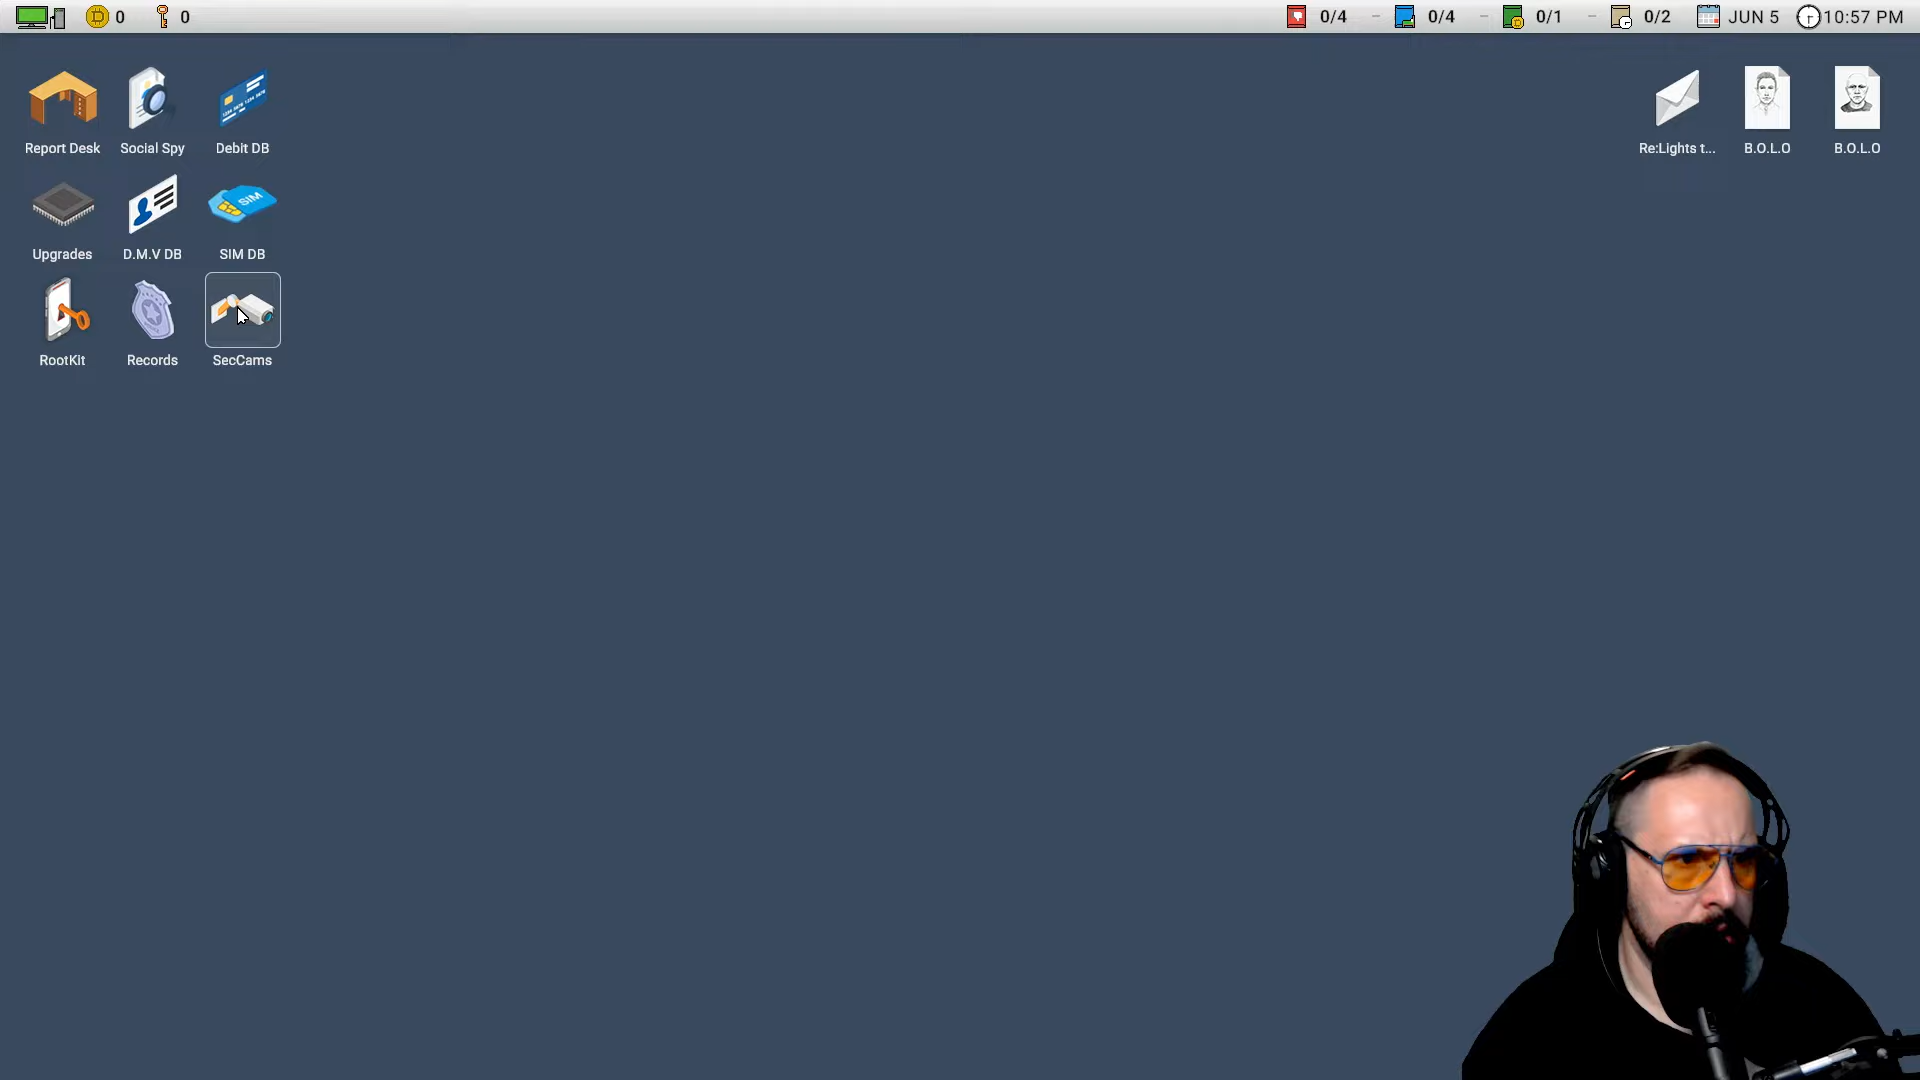 0 0 0/4 - 0/4 - 0/1 - 0/2 JUN 5 10:57 PM
Report Desk Social Spy Debit DB Re:Lights t... B.O.L.O B.O.L.O
SIM
Upgrades D.M.V DB SIM DB
RootKit Records SecCams